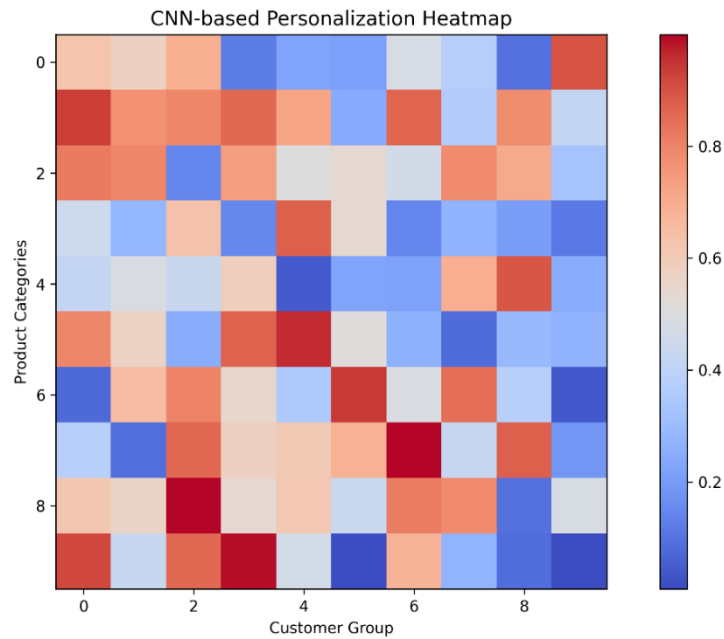 CNN-based Personalization Heatmap
0
2
4
6
8
Product Categories
0 2 4 6 8
Customer Group
0.8
0.6
0.4
0.2